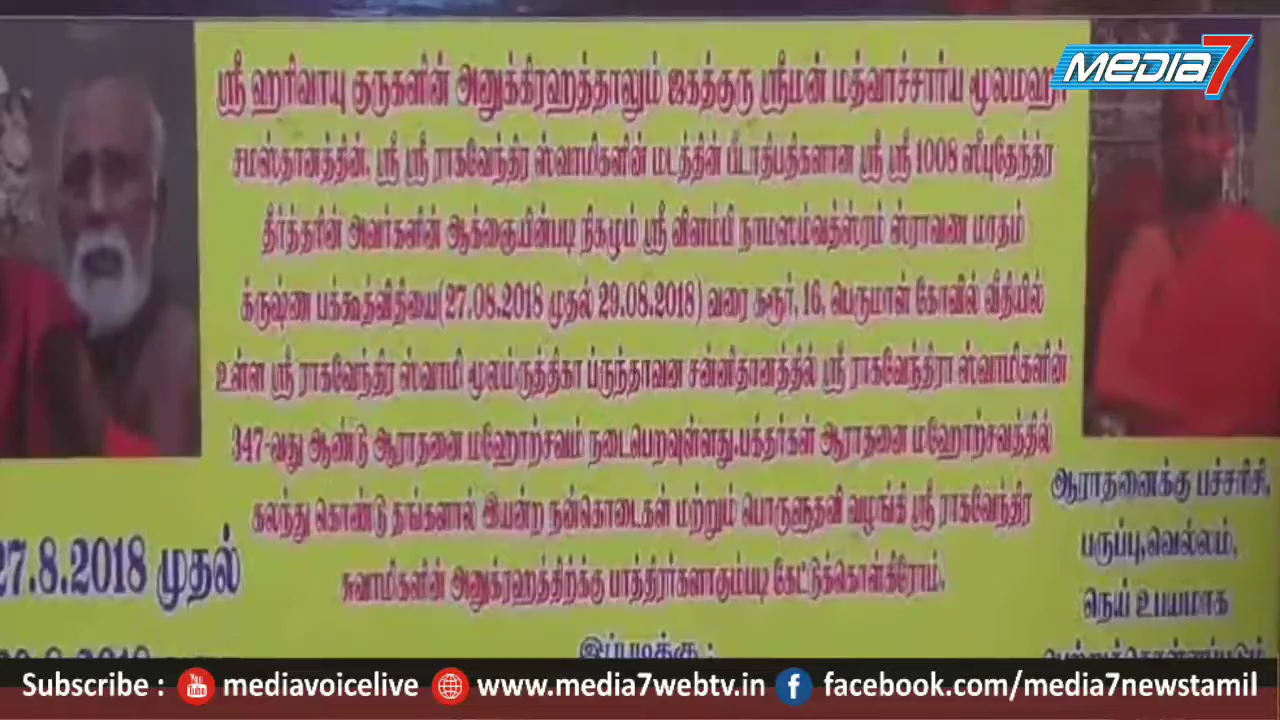 MEDIA7
ஸ்ரீ ஹரிவாயு குருகளின் அனுக்கிரஹத்தாலும் ஜகத்குரு ஸ்ரீமன் மத்வாச்சார்ய மூலமஹா
சமஸ்தானத்தின், ஸ்ரீ ஸ்ரீ ராகவேந்திர ஸ்வாமிகளின் மடத்தின் பீடாதிபதிகளான ஸ்ரீ ஸ்ரீ 1008 ஸ்புதேந்த்ர
தீர்த்தரின் அவர்களின் ஆக்ஞையின்படி நிகழும் ஸ்ரீ விளம்பி நாமஸம்வத்ஸ்ரம் ஸ்ராவண மாதம்
க்ருஷ்ண (27.08.2018 முதல் 29.08.2018) வரை கரூர், 16, பெருமாள் கோவில் வீதியில்
உள்ள ஸ்ரீ ராகவேந்திர ஸ்வாமி மூலம்ருத்திகா ப்ருந்தாவன சன்னிதானத்தில் ஸ்ரீ ராகவேந்திரா ஸ்வாமிகளின்
347-வது ஆண்டு ஆராதனை மஹோற்சவம் நடைபெறவுள்ளது.பக்தர்கள் ஆராதனை மஹோற்சவத்தில்
கலந்து கொண்டு தங்களால் இயன்ற நன்கொடைகள் மற்றும் பொருளுதவி வழங்கி ஸ்ரீ ராகவேந்திர
சுவாமிகளின் அனுக்ரஹத்திற்க்கு பாத்திரர்களாகும்படி கேட்டுக்கொள்கிறோம்.
27.8.2018 முதல்
ஆராதனைக்கு பச்சரிசி,
பருப்பு,வெல்லம்,
நெய் உபயமாக
இப்படிக்கு :
Subscribe : mediavoicelive www.media7webtv.in facebook.com/media7newstamil